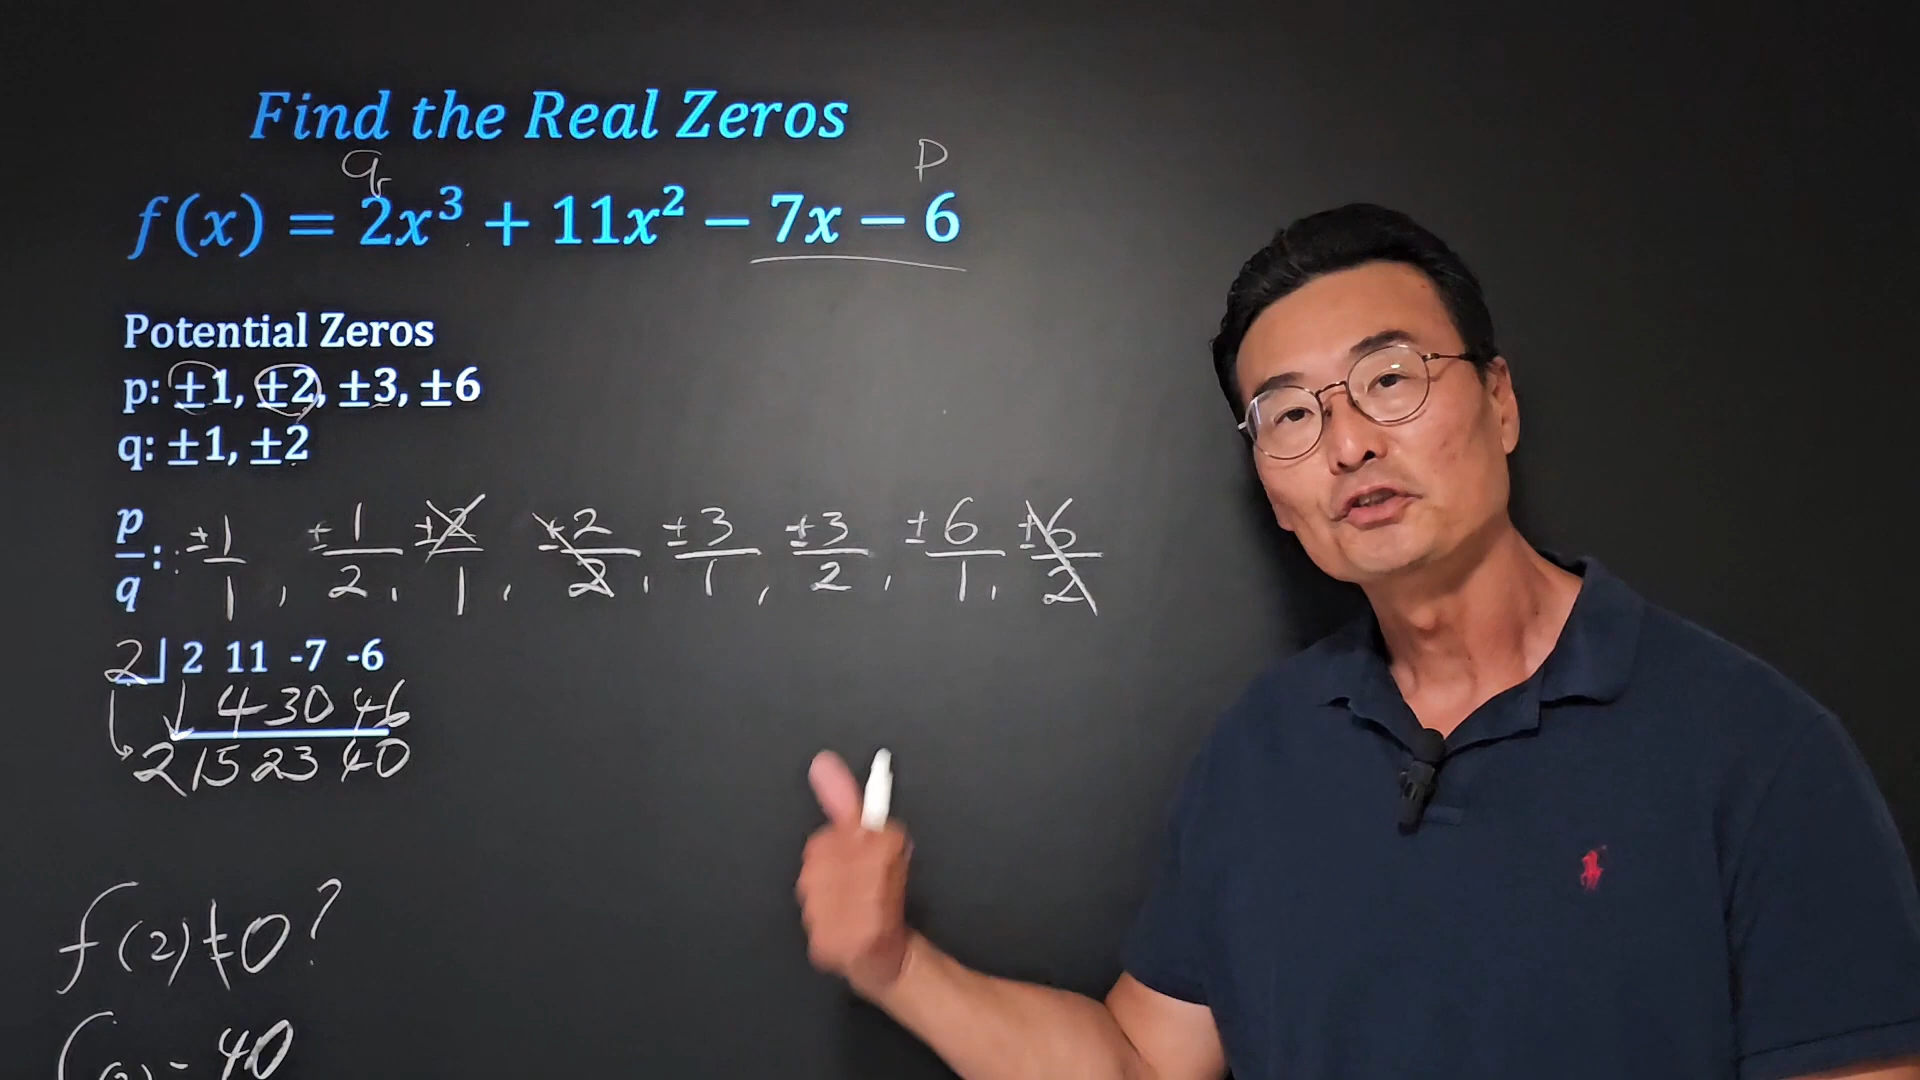 Find the Real Zeros
q p
f(x) = 2x³ + 11x² − 7x − 6
Potential Zeros
p: ±1, ±2, ±3, ±6
q: ±1, ±2
p/q: ±1/1, ±1/2, ±2/1, ±2/2, ±3/1, ±3/2, ±6/1, ±6/2
2 2 11 -7 -6
4 30 46
2 15 23 40
f(2)≠0?
40